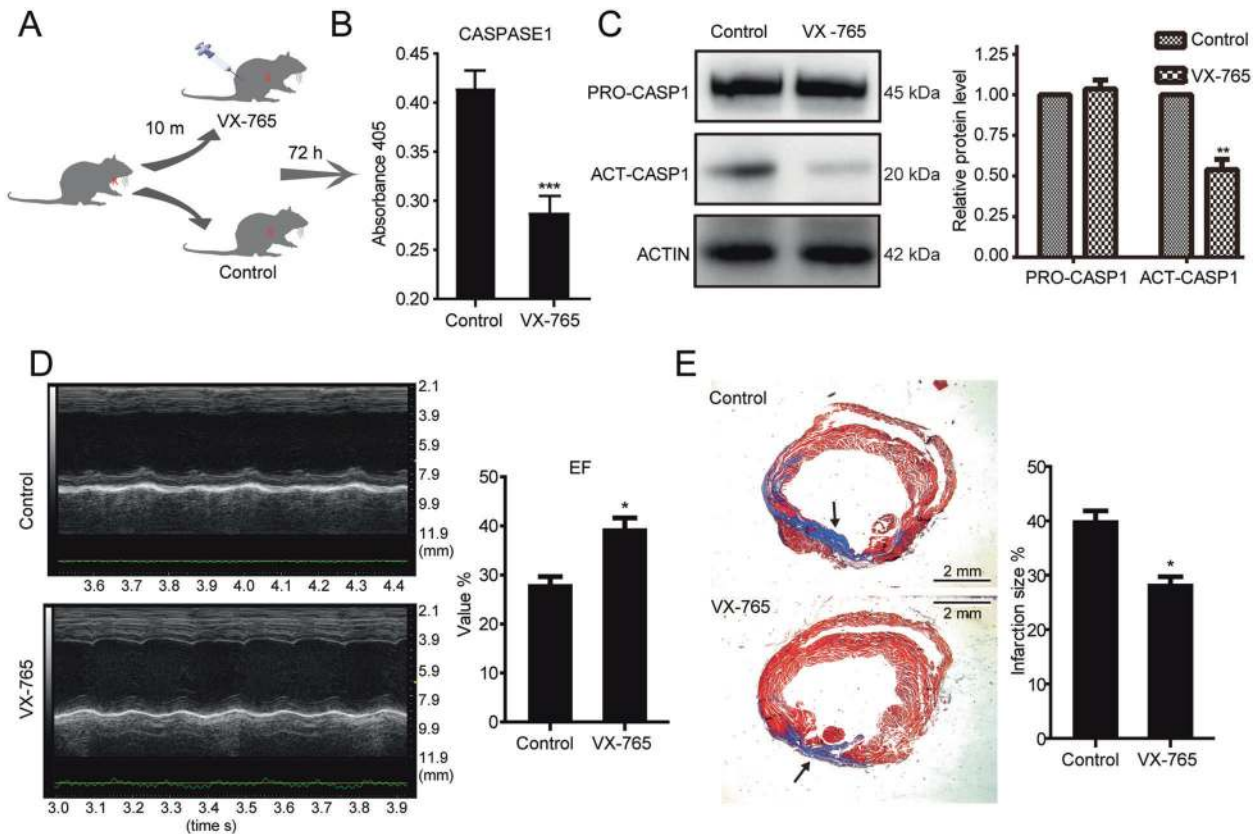 A
VX-765
10 m
72 h
Control
B
CASPASE1
Absorbance 405
0.45
0.40
0.35
0.30
0.25
0.20
***
Control
VX-765
C
Control
VX -765
PRO-CASP1
45 kDa
ACT-CASP1
20 kDa
ACTIN
42 kDa
Relative protein level
1.25
1.00
0.75
0.50
0.25
0.00
Control
VX-765
**
PRO-CASP1
ACT-CASP1
D
Control
2.1
3.9
5.9
7.9
9.9
11.9
(mm)
3.6
3.7
3.8
3.9
4.0
4.1
4.2
4.3
4.4
VX-765
2.1
3.9
5.9
7.9
9.9
11.9
(mm)
3.0
3.1
3.2
3.3
3.4
3.5
3.6
3.7
3.8
3.9
(time s)
EF
Value %
50
40
30
20
10
0
*
Control
VX-765
E
Control
2 mm
VX-765
2 mm
Infarction size %
50
40
30
20
10
0
*
Control
VX-765